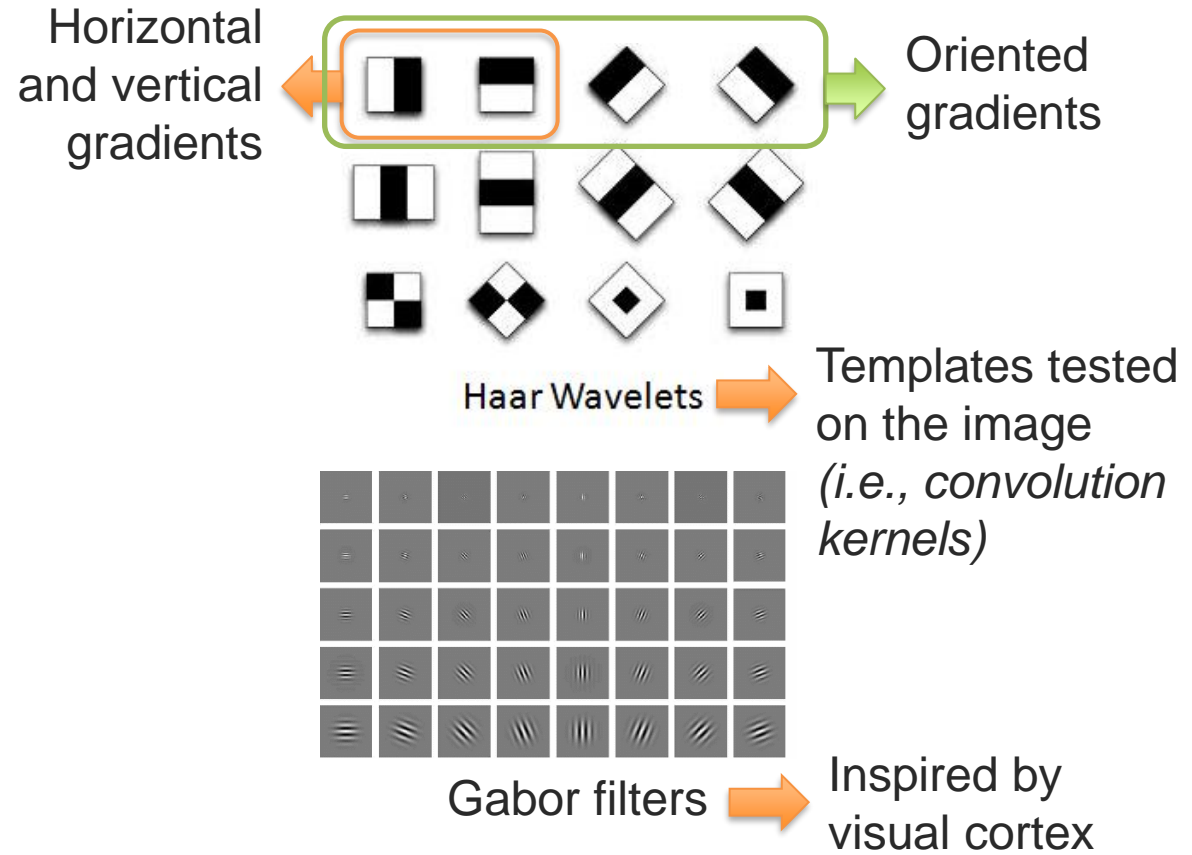 Horizontal
and vertical
gradients
Oriented
gradients
Haar Wavelets
Templates tested
on the image
(i.e., convolution
kernels)
Gabor filters
Inspired by
visual cortex